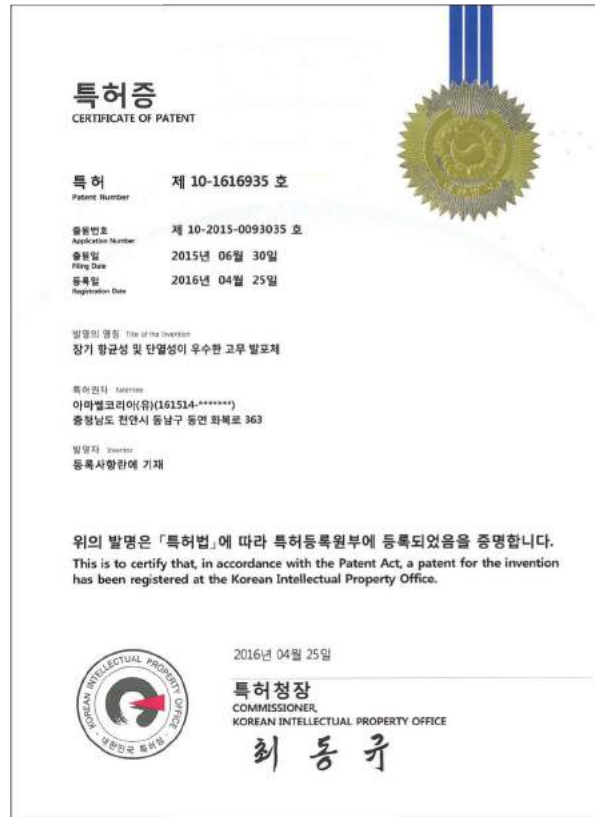 특허증
CERTIFICATE OF PATENT
특 허 제 10-1616935 호
Patent Number
출원번호 제 10-2015-0093035 호
Application Number
출원일 2015년 06월 30일
Filing Date
등록일 2016년 04월 25일
Registration Date
발명의 명칭 Title of the Invention
장기 항균성 및 단열성이 우수한 고무 발포체
특허권자 Patentee
아마쎌코리아(유)(161514-*******)
충청남도 천안시 동남구 동면 화복로 363
발명자 Inventor
등록사항란에 기재
위의 발명은 「특허법」에 따라 특허등록원부에 등록되었음을 증명합니다.
This is to certify that, in accordance with the Patent Act, a patent for the invention
has been registered at the Korean Intellectual Property Office.
2016년 04월 25일
특허청장
COMMISSIONER,
KOREAN INTELLECTUAL PROPERTY OFFICE
최동규
KOREAN INTELLECTUAL PROPERTY OFFICE
대한민국 특허청